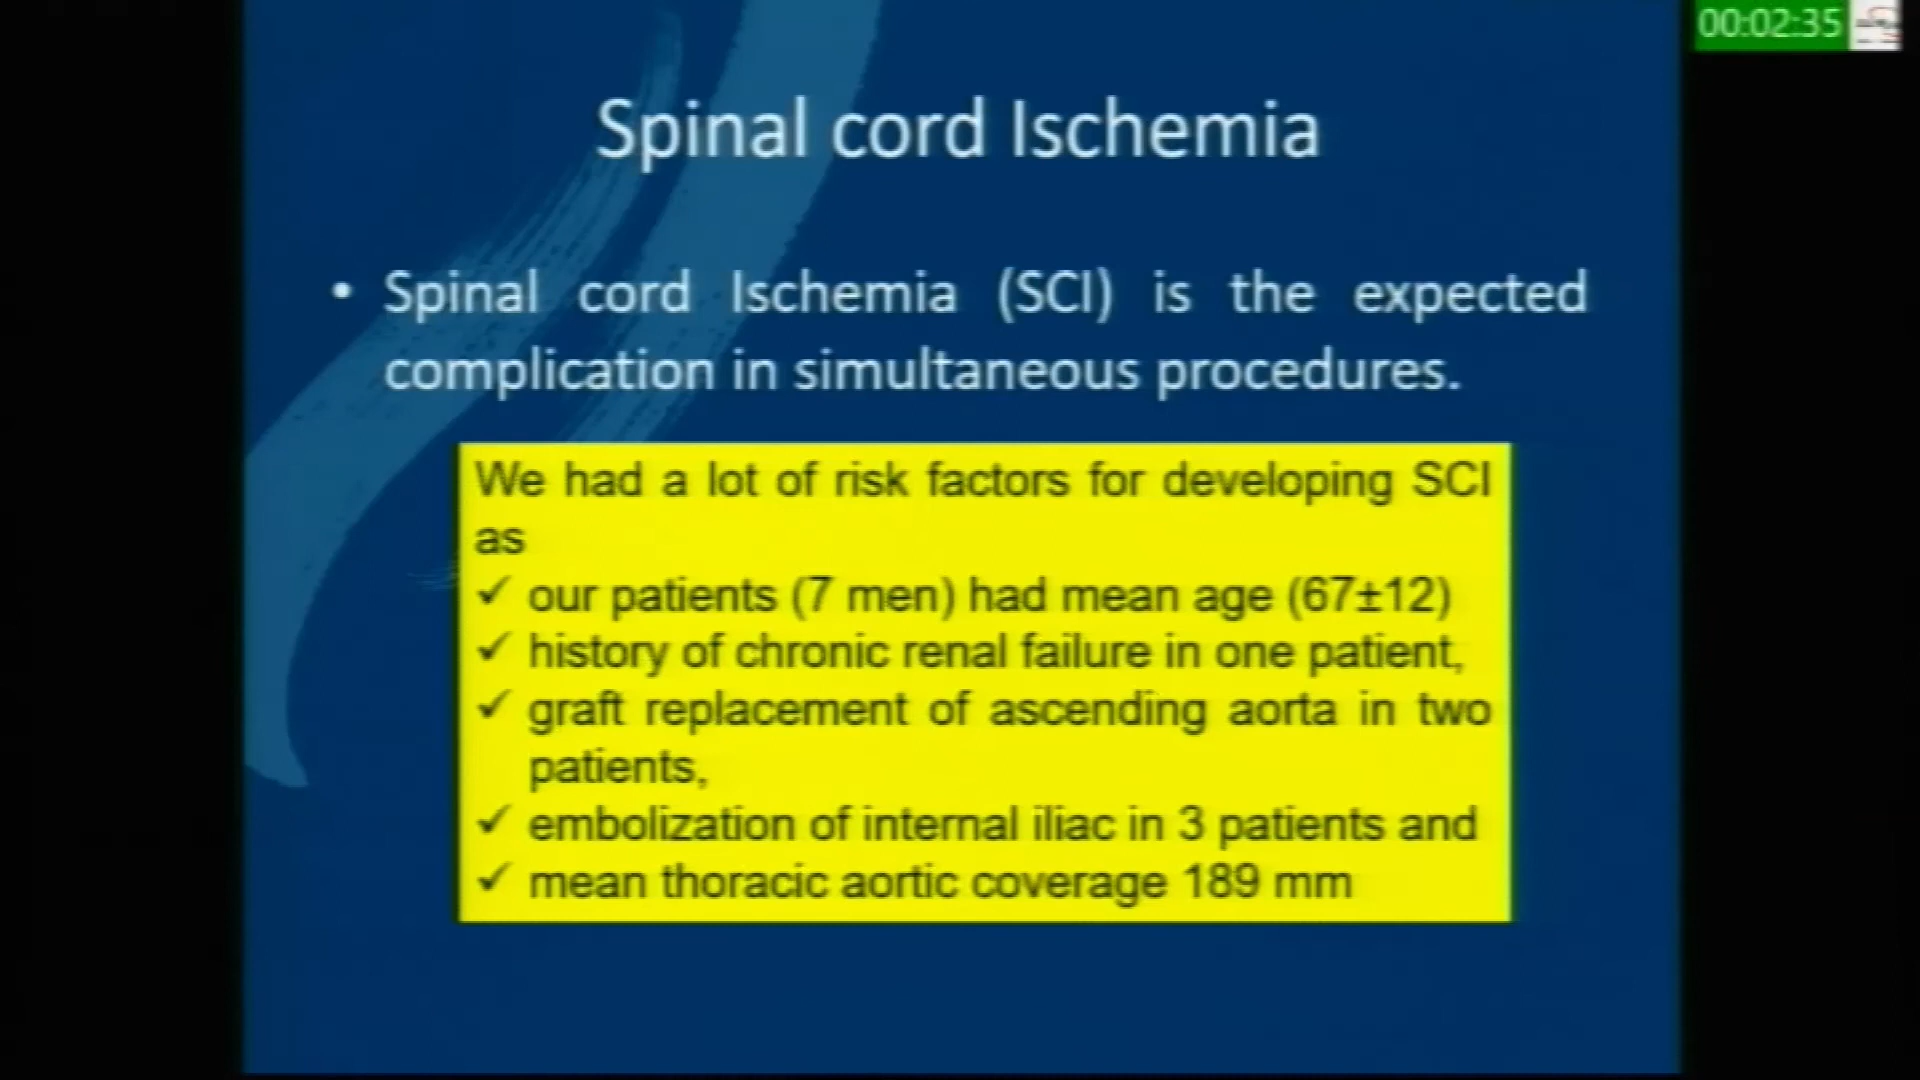 00:02:35
Spinal cord Ischemia
• Spinal cord Ischemia (SCI) is the expected
complication in simultaneous procedures.
We had a lot of risk factors for developing SCI
as
✓ our patients (7 men) had mean age (67±12)
✓ history of chronic renal failure in one patient,
✓ graft replacement of ascending aorta in two
patients,
✓ embolization of internal iliac in 3 patients and
✓ mean thoracic aortic coverage 189 mm